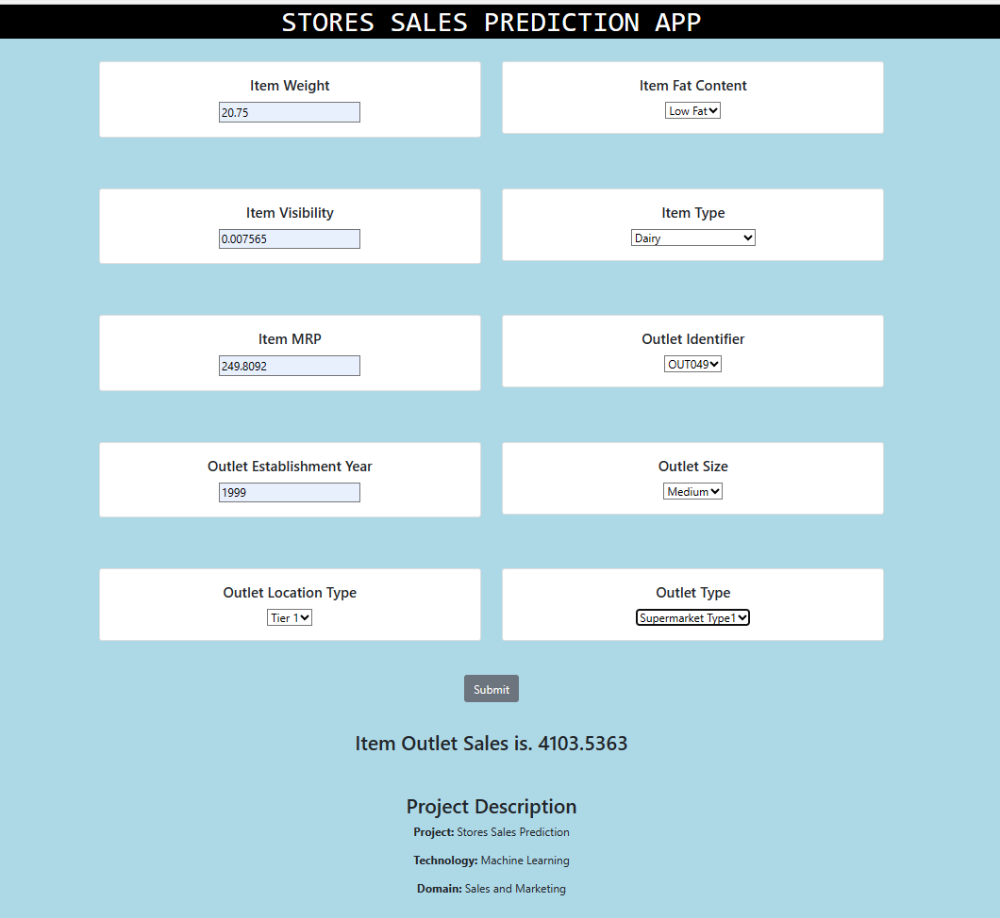 STORES SALES PREDICTION APP
Item Weight
20.75
Item Fat Content
Low Fat
Item Visibility
0.007565
Item Type
Dairy
Item MRP
249.8092
Outlet Identifier
OUT049
Outlet Establishment Year
1999
Outlet Size
Medium
Outlet Location Type
Tier 1
Outlet Type
Supermarket Type1
Submit
Item Outlet Sales is. 4103.5363
Project Description
Project: Stores Sales Prediction
Technology: Machine Learning
Domain: Sales and Marketing